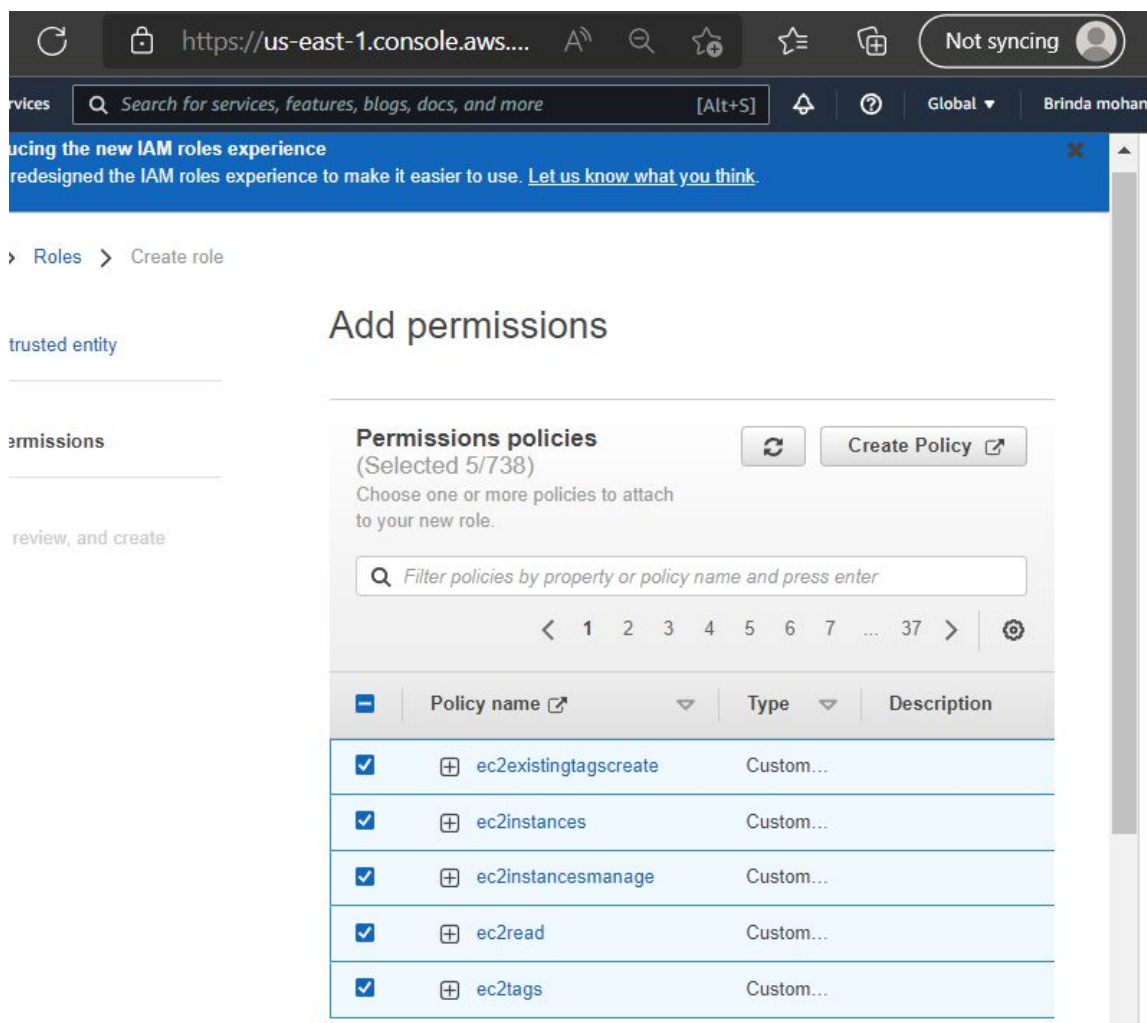 https://us-east-1.console.aws.... A Not syncing
rvices Search for services, features, blogs, docs, and more [Alt+S] Global ▼ Brinda mohan
ucing the new IAM roles experience
redesigned the IAM roles experience to make it easier to use. Let us know what you think.
> Roles > Create role
Add permissions
trusted entity
ermissions
review, and create
Permissions policies
(Selected 5/738)
Choose one or more policies to attach
to your new role.
Create Policy
Filter policies by property or policy name and press enter
< 1 2 3 4 5 6 7 ... 37 >
Policy name Type Description
ec2existingtagscreate Custom...
ec2instances Custom...
ec2instancesmanage Custom...
ec2read Custom...
ec2tags Custom...